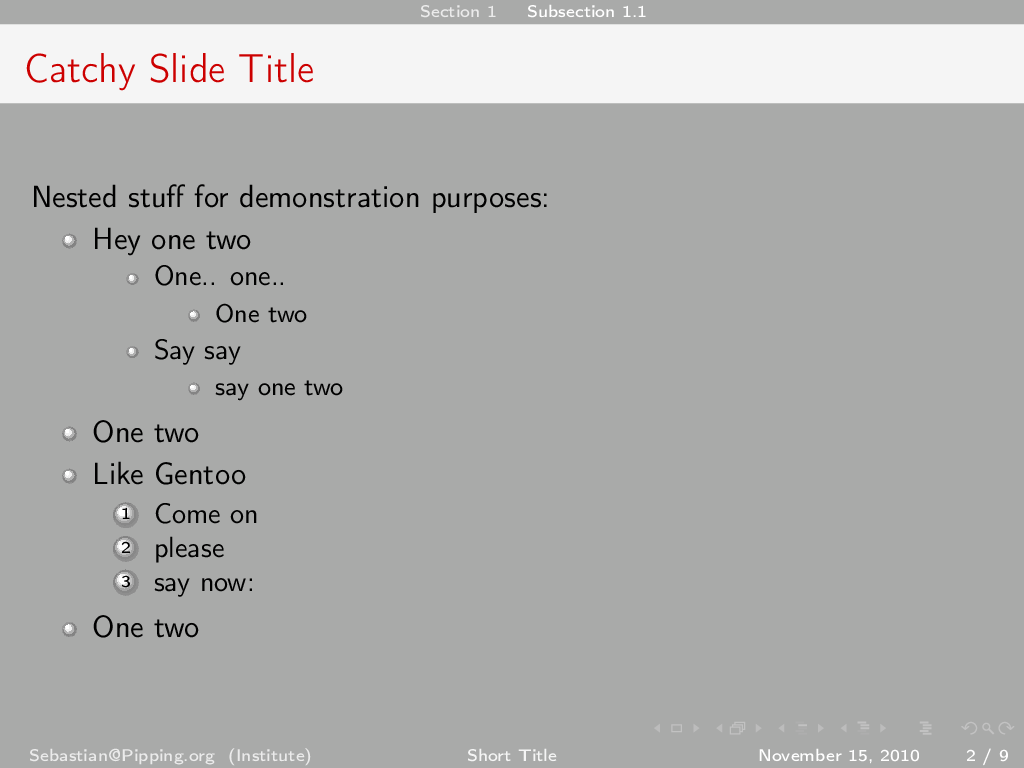 Section 1 Subsection 1.1
Catchy Slide Title
Nested stuff for demonstration purposes:
Hey one two
One.. one..
One two
Say say
say one two
One two
Like Gentoo
1 Come on
2 please
3 say now:
One two
Sebastian@Pipping.org (Institute) Short Title November 15, 2010 2 / 9